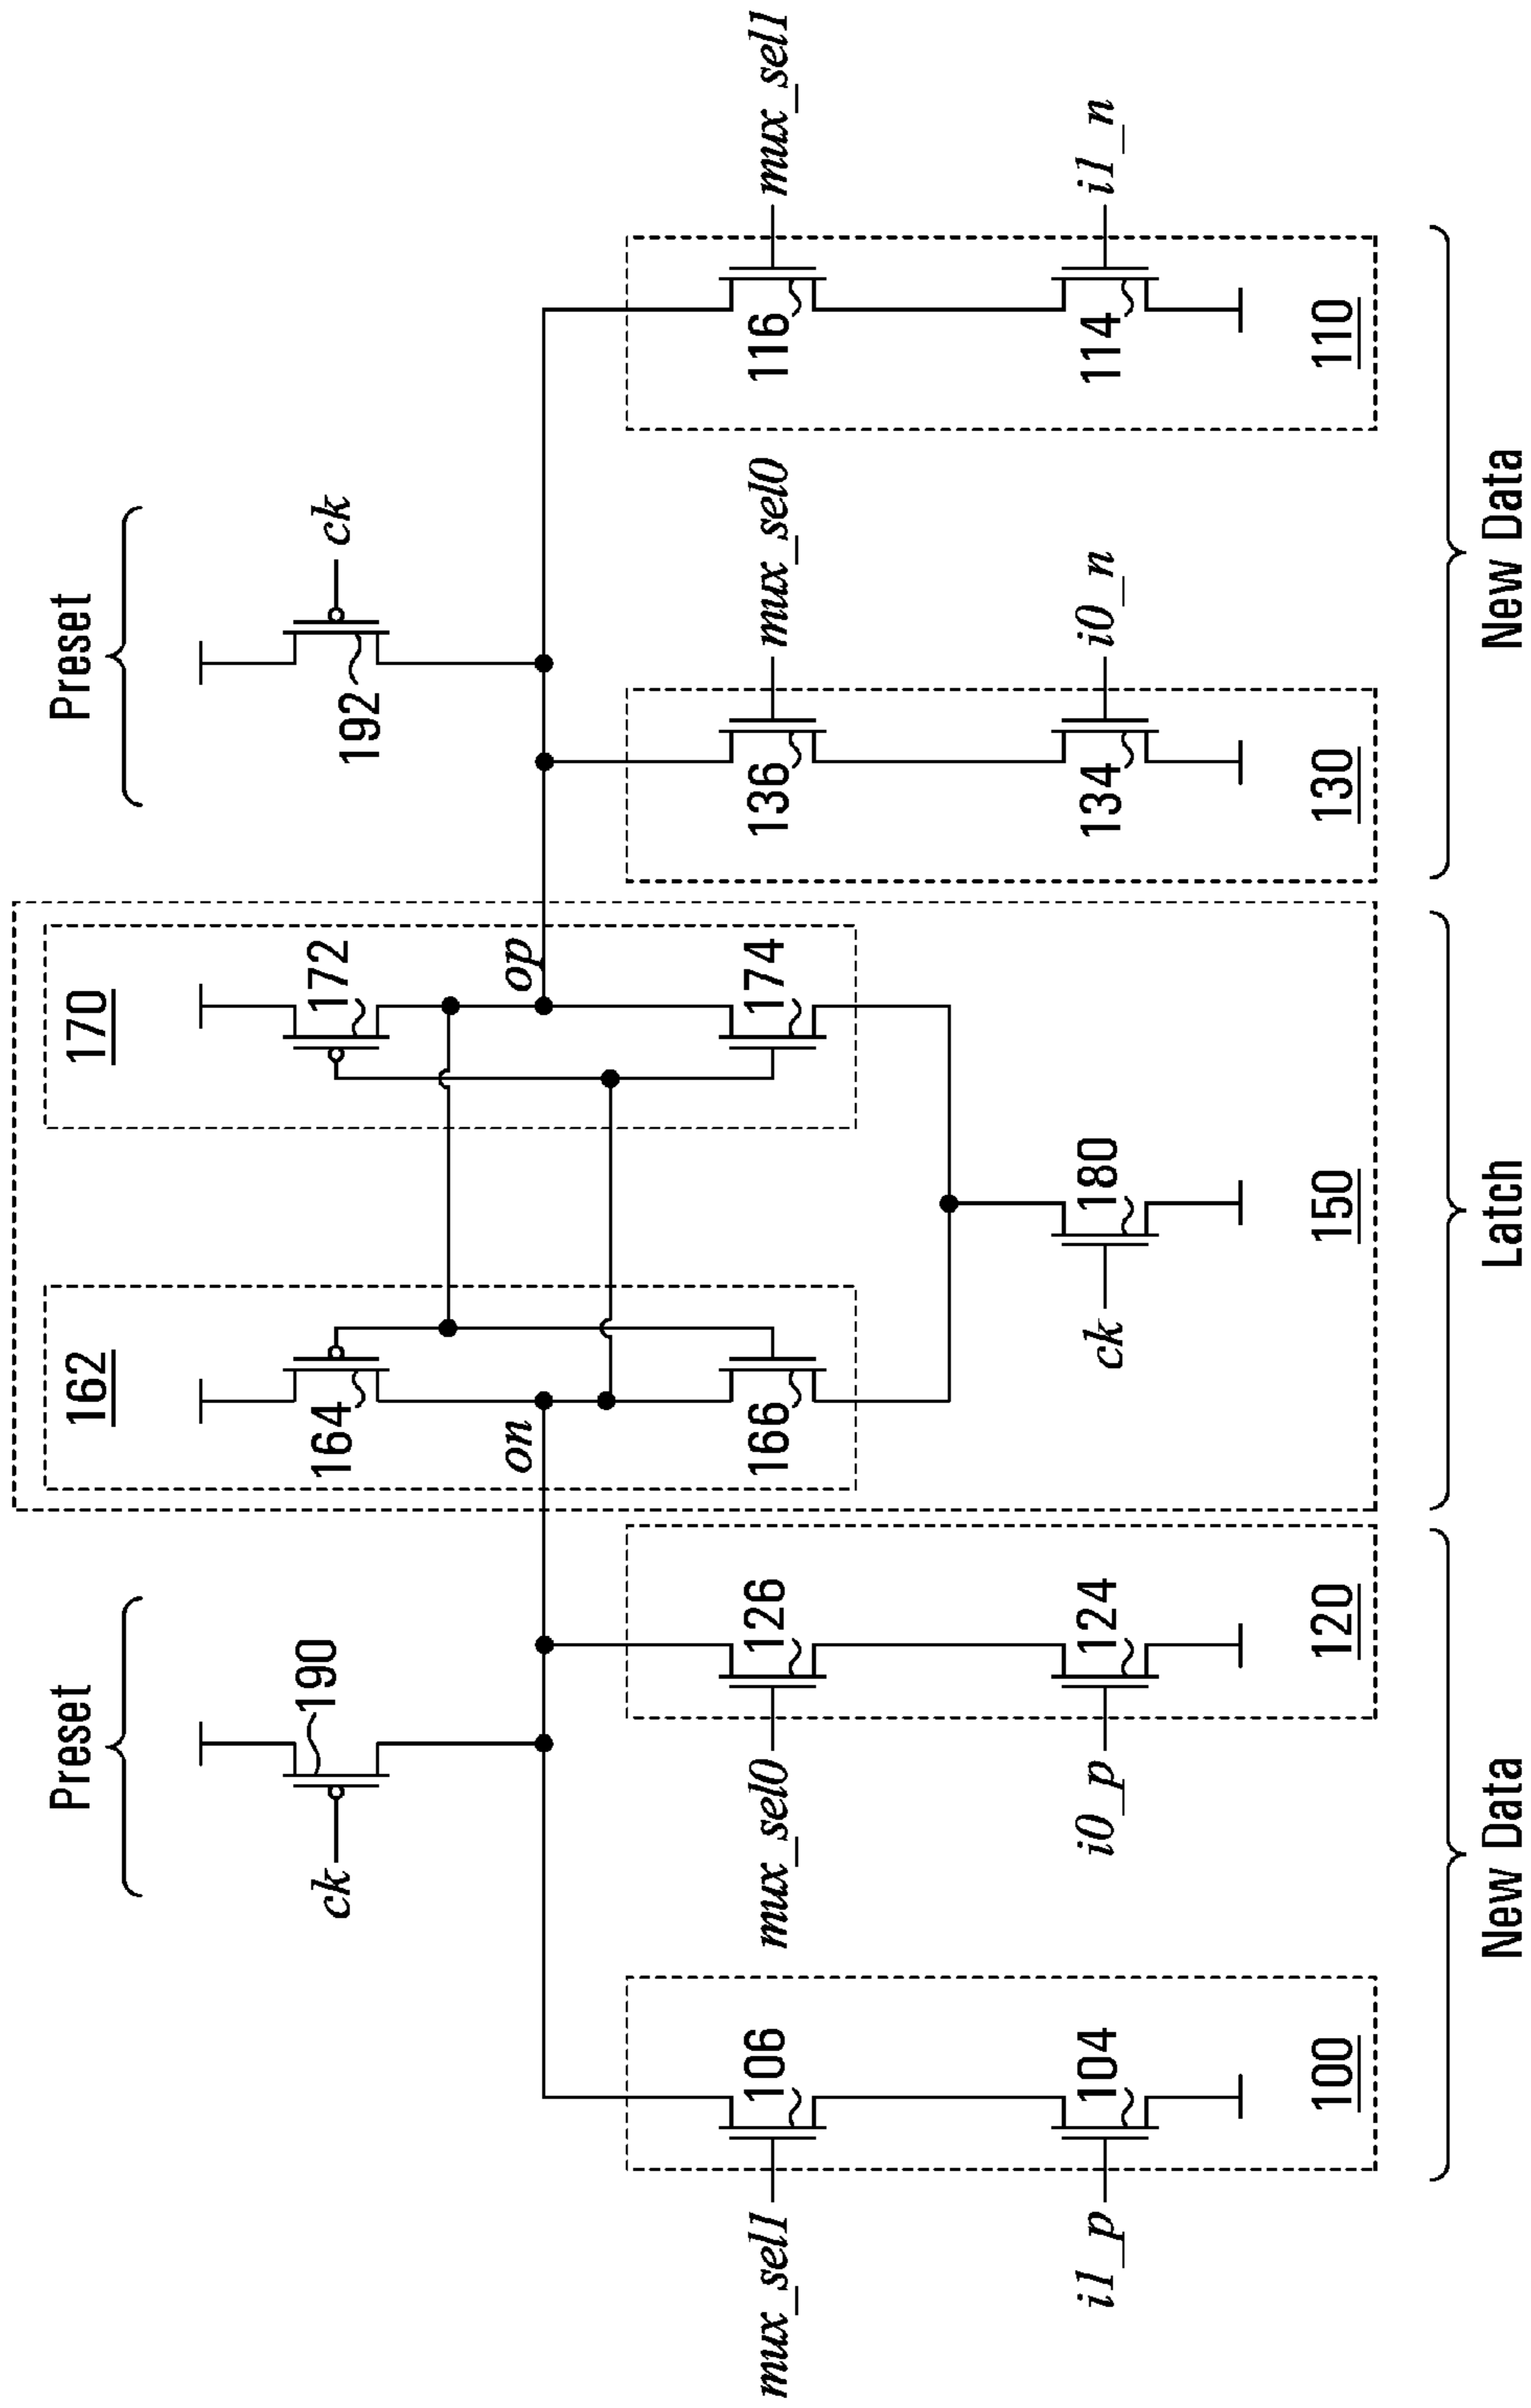 Preset
Preset
162
170
ck
190
164
172
192
ck
on
op
mux_sel1
106
mux_sel0
126
166
174
136
mux_sel0
116
mux_sel1
i1_p
104
i0_p
124
ck
180
134
i0_n
114
i1_n
100
120
150
130
110
New Data
Latch
New Data